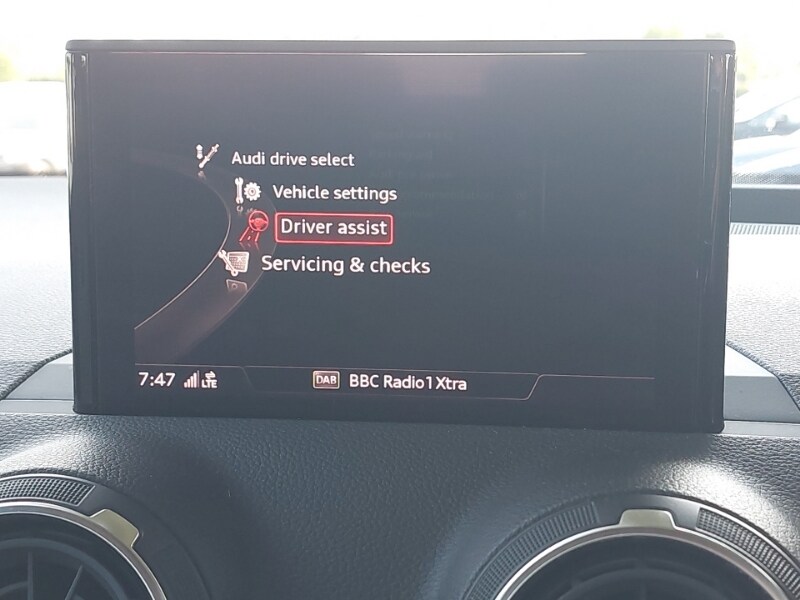 Audi drive select
Vehicle settings
Driver assist
Servicing & checks
7:47 LTE DAB BBC Radio1Xtra